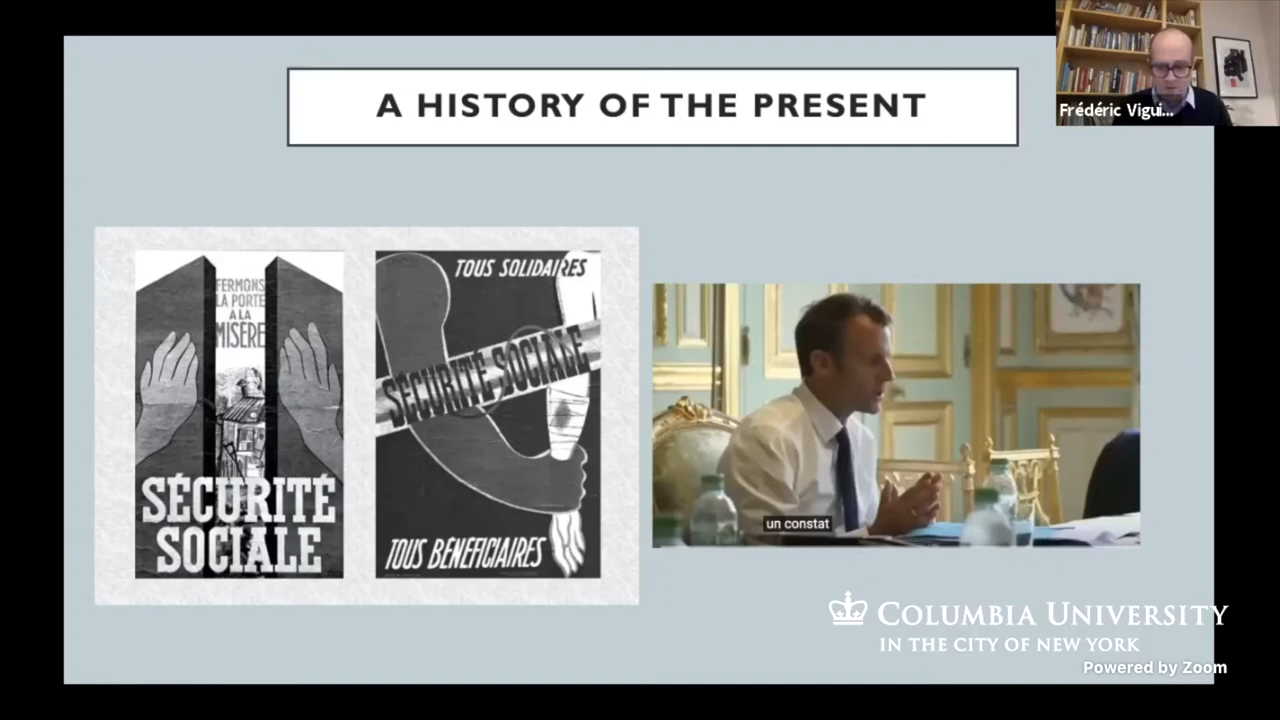 A HISTORY OF THE PRESENT
Frédéric Vigui...
FERMONS
LA PORTE
À LA
MISÈRE
SÉCURITÉ
SOCIALE
TOUS SOLIDAIRES
SÉCURITÉ SOCIALE
TOUS BÉNÉFICIAIRES
un constat
COLUMBIA UNIVERSITY
IN THE CITY OF NEW YORK
Powered by Zoom